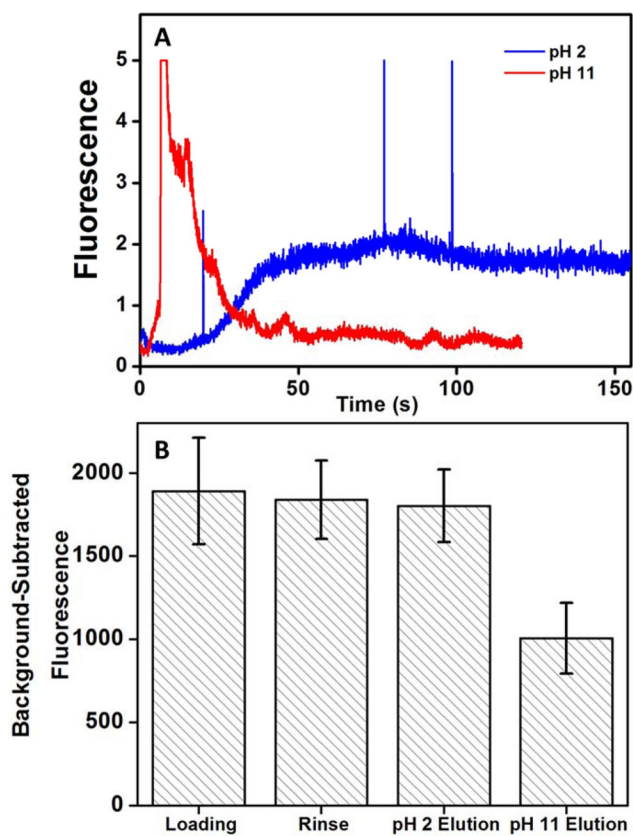 A
pH 2
pH 11
Fluorescence
5
4
3
2
1
0
0
50
100
150
Time (s)
B
Background-Subtracted
Fluorescence
2000
1500
1000
500
0
Loading
Rinse
pH 2 Elution
pH 11 Elution